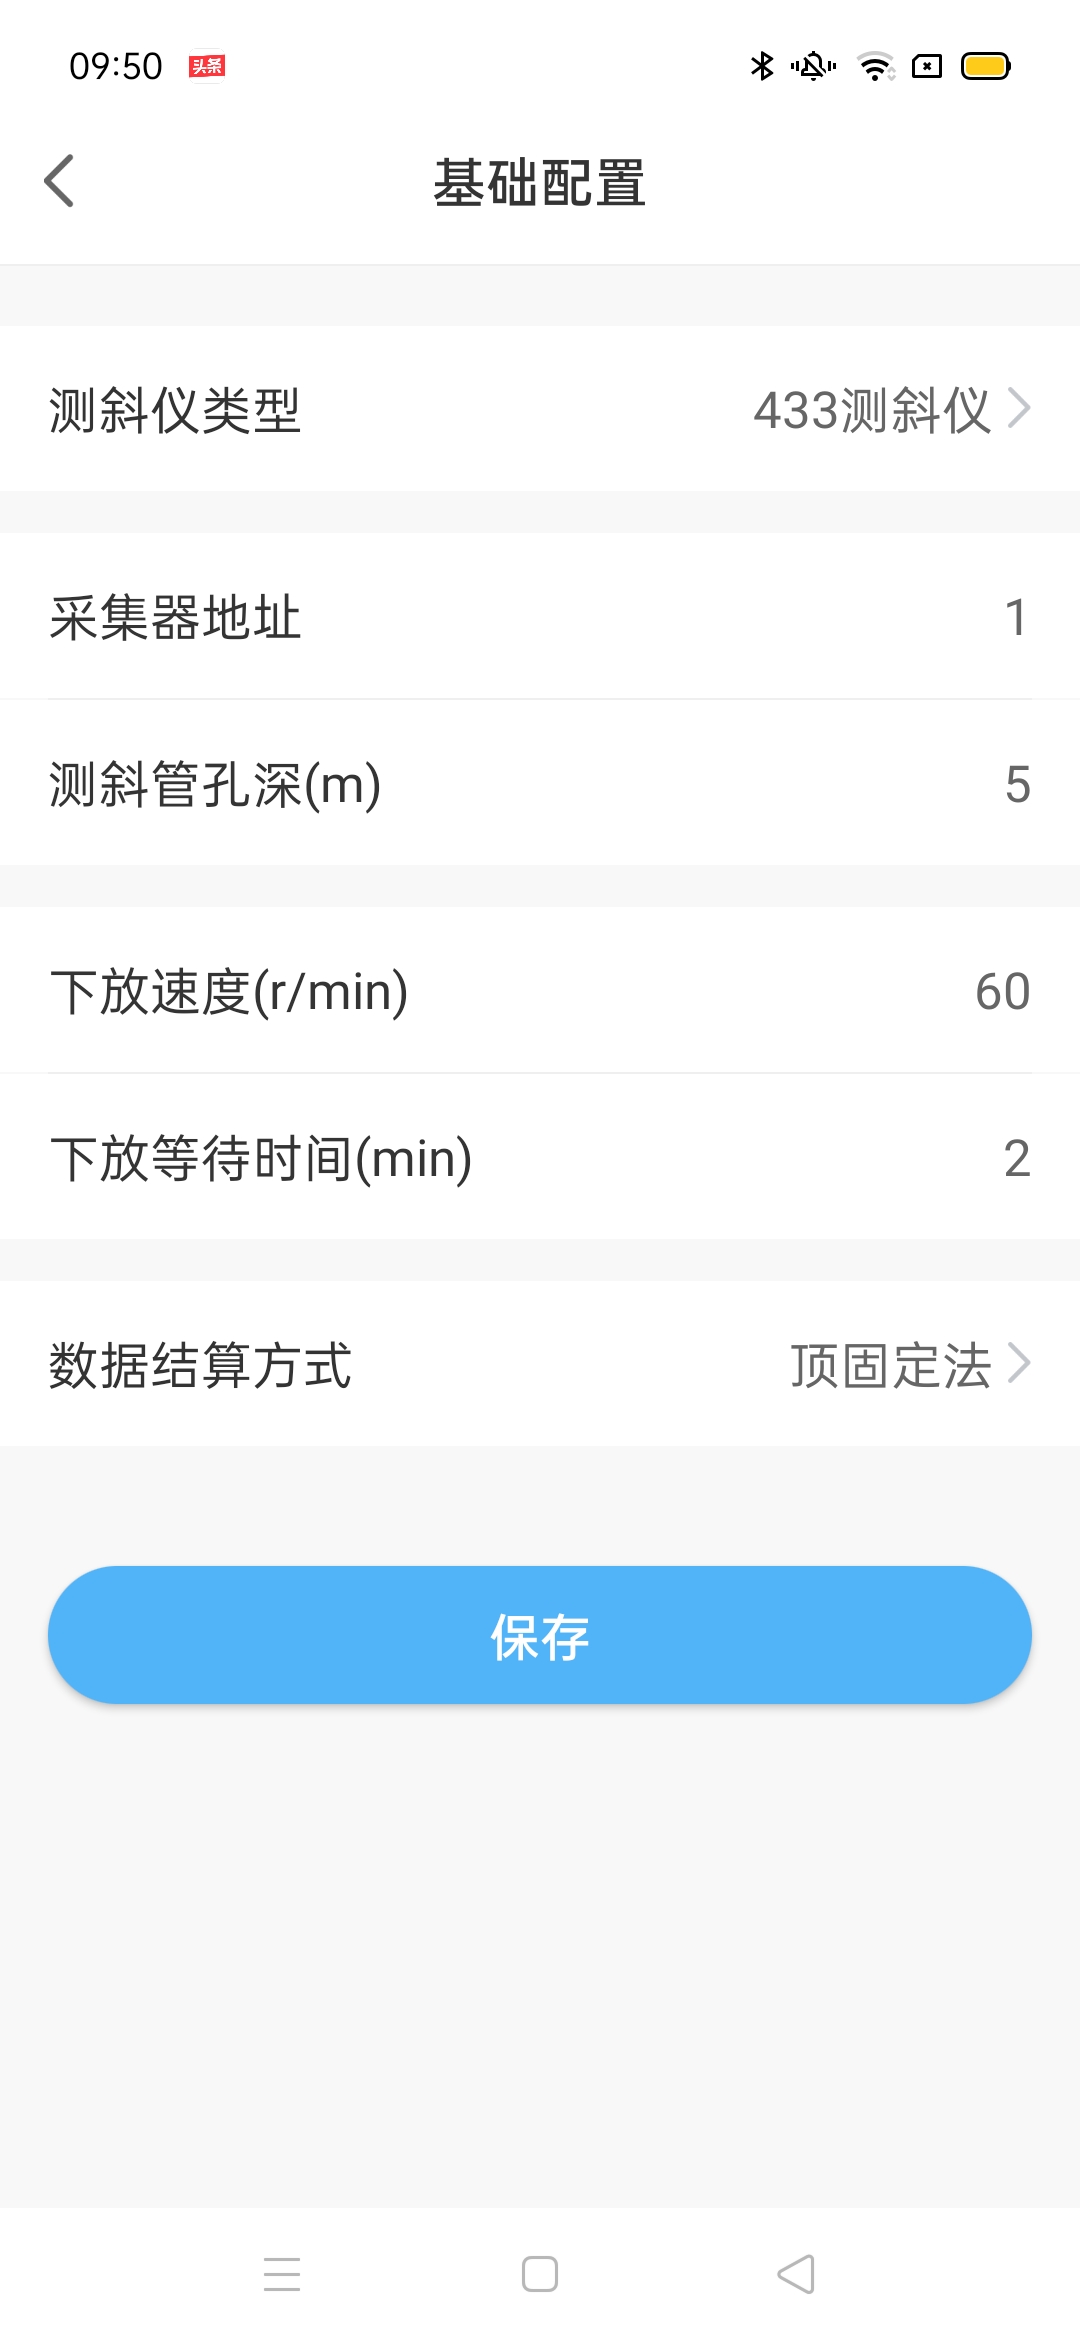 09:50 头条
基础配置
测斜仪类型 433测斜仪
采集器地址 1
测斜管孔深(m) 5
下放速度(r/min) 60
下放等待时间(min) 2
数据结算方式 顶固定法
保存